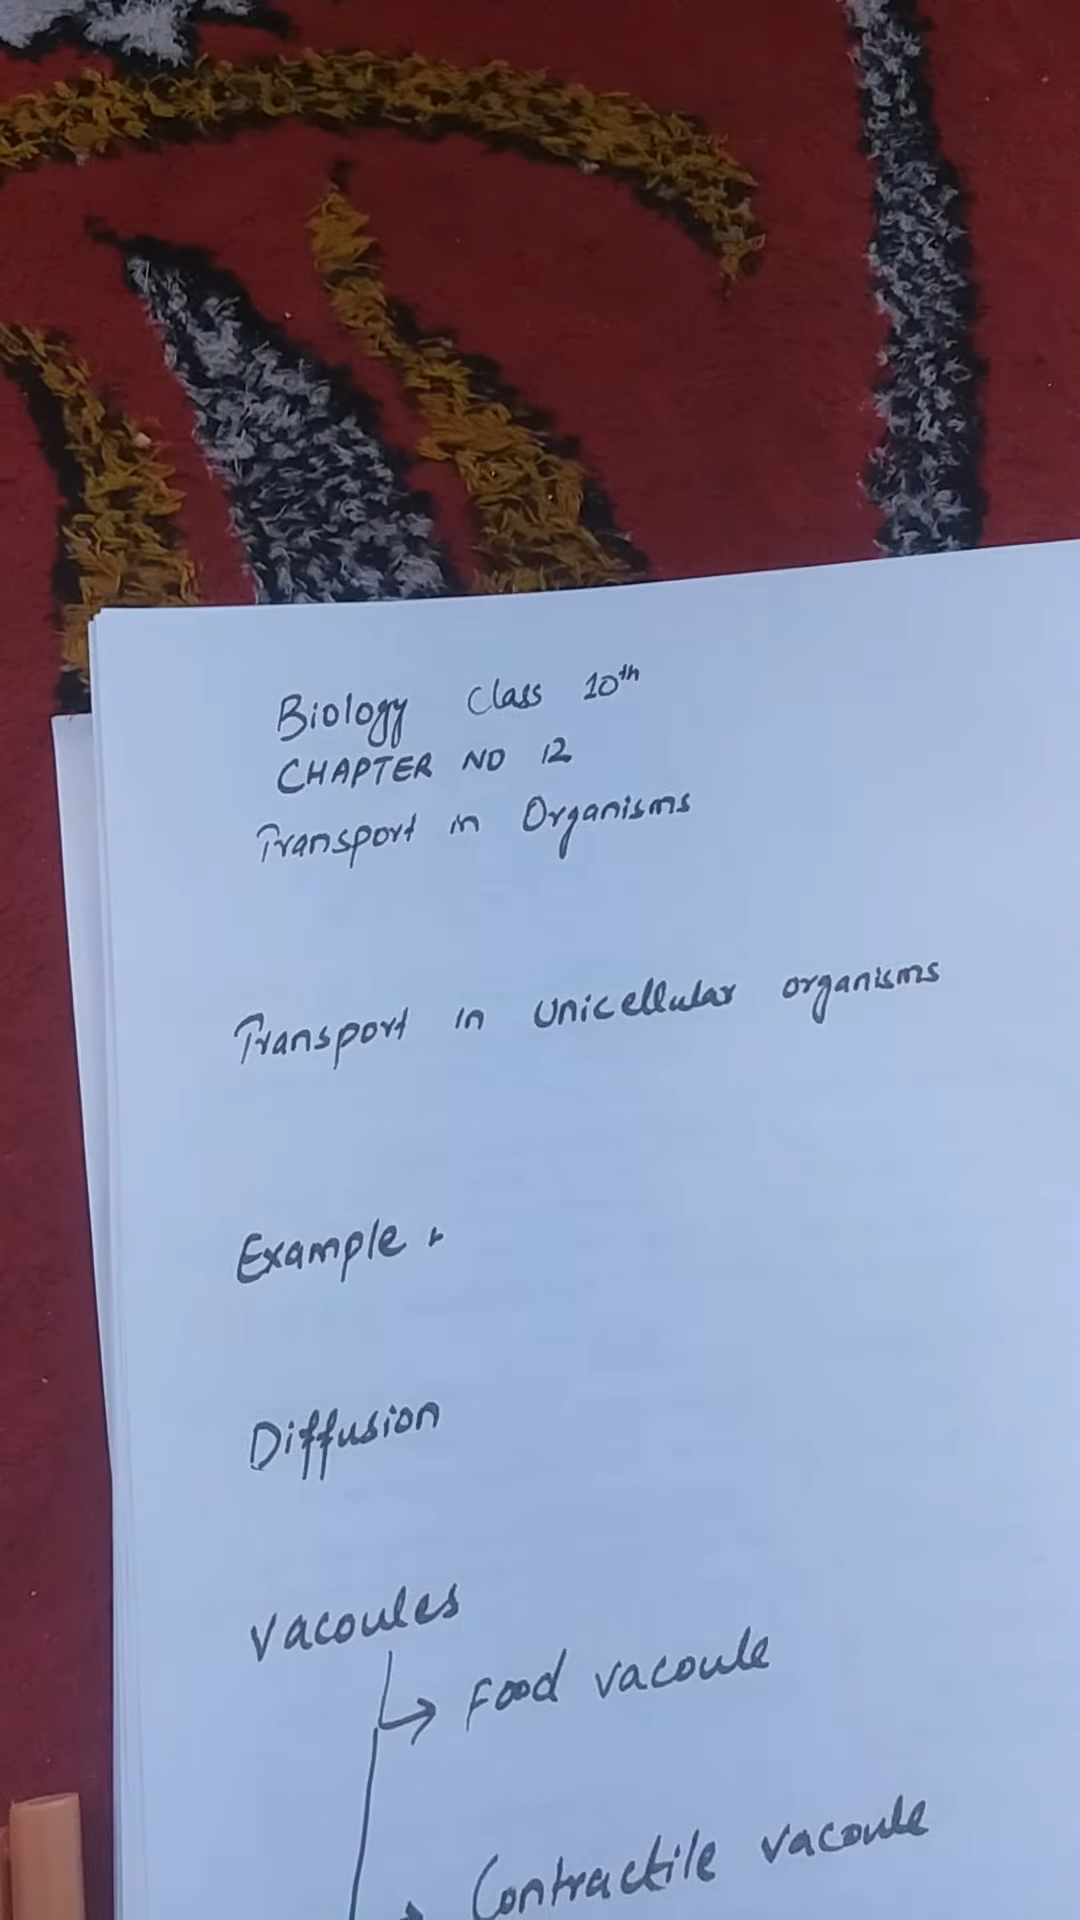 Biology Class 10th
CHAPTER NO 12
Transport in Organisms
Transport in Unicellular organisms
Example :
Diffusion
Vacoules
→ Food vacoule
→ Contractile vacoule